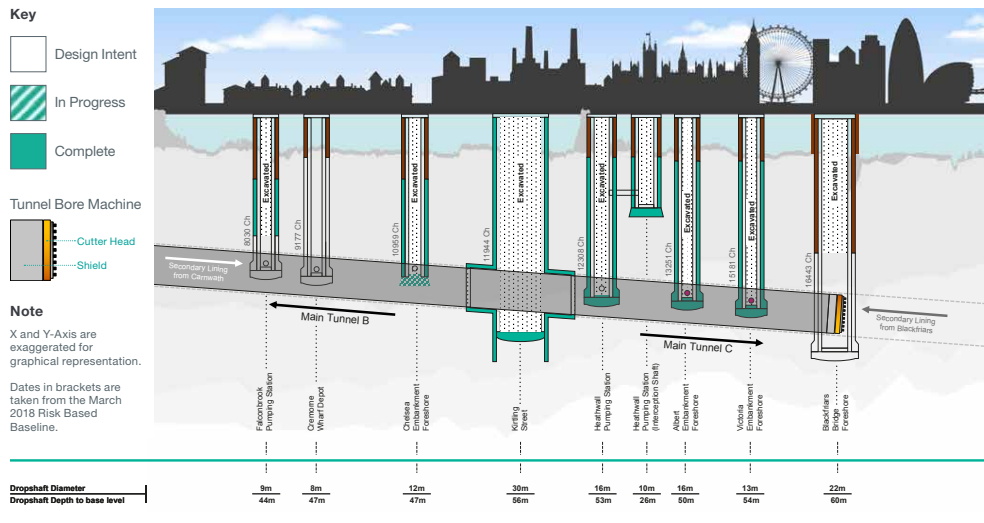 Key
Design Intent
In Progress
Complete
Tunnel Bore Machine
Cutter Head
Shield
Note
X and Y-Axis are
exaggerated for
graphical representation.
Dates in brackets are
taken from the March
2018 Risk Based
Baseline.
Excavated
Excavated
Excavated
Excavated
Excavated
Excavated
Excavated
Excavated
8030 Ch
9177 Ch
10959 Ch
11944 Ch
12308 Ch
13251 Ch
15181 Ch
16443 Ch
Secondary Lining
from Carnwath
Main Tunnel B
Main Tunnel C
Secondary Lining
from Blackfriars
Falconbrook
Pumping Station
Cremorne
Wharf Depot
Chelsea
Embankment
Foreshore
Kirtling
Street
Heathwall
Pumping Station
Heathwall
Pumping Station
(Interception Shaft)
Albert
Embankment
Foreshore
Victoria
Embankment
Foreshore
Blackfriars
Bridge
Foreshore
Dropshaft Diameter
9m
8m
12m
30m
16m
10m
16m
13m
22m
Dropshaft Depth to base level
44m
47m
47m
56m
53m
26m
50m
54m
60m